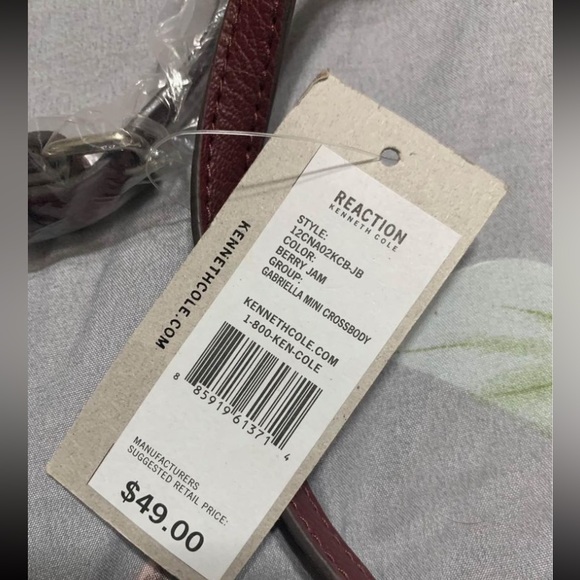 KENNETHCOLE.COM
REACTION
KENNETH COLE
STYLE:
12CNA02KCB-JB
COLOR:
BERRY JAM
GROUP:
GABRIELLA MINI CROSSBODY
KENNETHCOLE.COM
1-800-KEN-COLE
8 85919 61371 4
MANUFACTURERS
SUGGESTED RETAIL PRICE:
$49.00